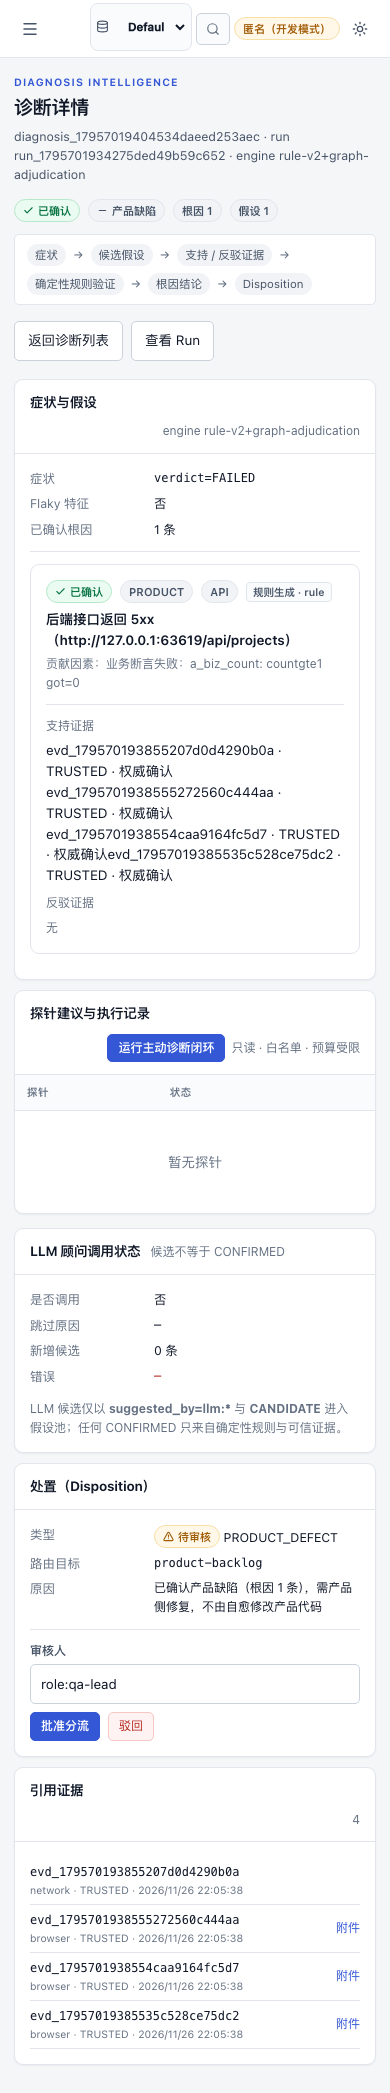 Defaul
匿名（开发模式）
DIAGNOSIS INTELLIGENCE
诊断详情
diagnosis_17957019404534daeed253aec · run
run_1795701934275ded49b59c652 · engine rule-v2+graph-
adjudication
已确认 — 产品缺陷 根因 1 假设 1
症状 → 候选假设 → 支持 / 反驳证据 →
确定性规则验证 → 根因结论 → Disposition
返回诊断列表 查看 Run
症状与假设
engine rule-v2+graph-adjudication
症状 verdict=FAILED
Flaky 特征 否
已确认根因 1 条
已确认 PRODUCT API 规则生成 · rule
后端接口返回 5xx
（http://127.0.0.1:63619/api/projects）
贡献因素：业务断言失败：a_biz_count: countgte1
got=0
支持证据
evd_179570193855207d0d4290b0a ·
TRUSTED · 权威确认
evd_1795701938555272560c444aa ·
TRUSTED · 权威确认
evd_1795701938554caa9164fc5d7 · TRUSTED
· 权威确认evd_17957019385535c528ce75dc2 ·
TRUSTED · 权威确认
反驳证据
无
探针建议与执行记录
运行主动诊断闭环 只读 · 白名单 · 预算受限
探针 状态
暂无探针
LLM 顾问调用状态 候选不等于 CONFIRMED
是否调用 否
跳过原因 —
新增候选 0 条
错误 —
LLM 候选仅以 suggested_by=llm:* 与 CANDIDATE 进入
假设池；任何 CONFIRMED 只来自确定性规则与可信证据。
处置（Disposition）
类型 待审核 PRODUCT_DEFECT
路由目标 product-backlog
原因 已确认产品缺陷（根因 1 条），需产品
侧修复，不由自愈修改产品代码
审核人
role:qa-lead
批准分流 驳回
引用证据
4
evd_179570193855207d0d4290b0a
network · TRUSTED · 2026/11/26 22:05:38
evd_1795701938555272560c444aa
browser · TRUSTED · 2026/11/26 22:05:38 附件
evd_1795701938554caa9164fc5d7
browser · TRUSTED · 2026/11/26 22:05:38 附件
evd_17957019385535c528ce75dc2
browser · TRUSTED · 2026/11/26 22:05:38 附件